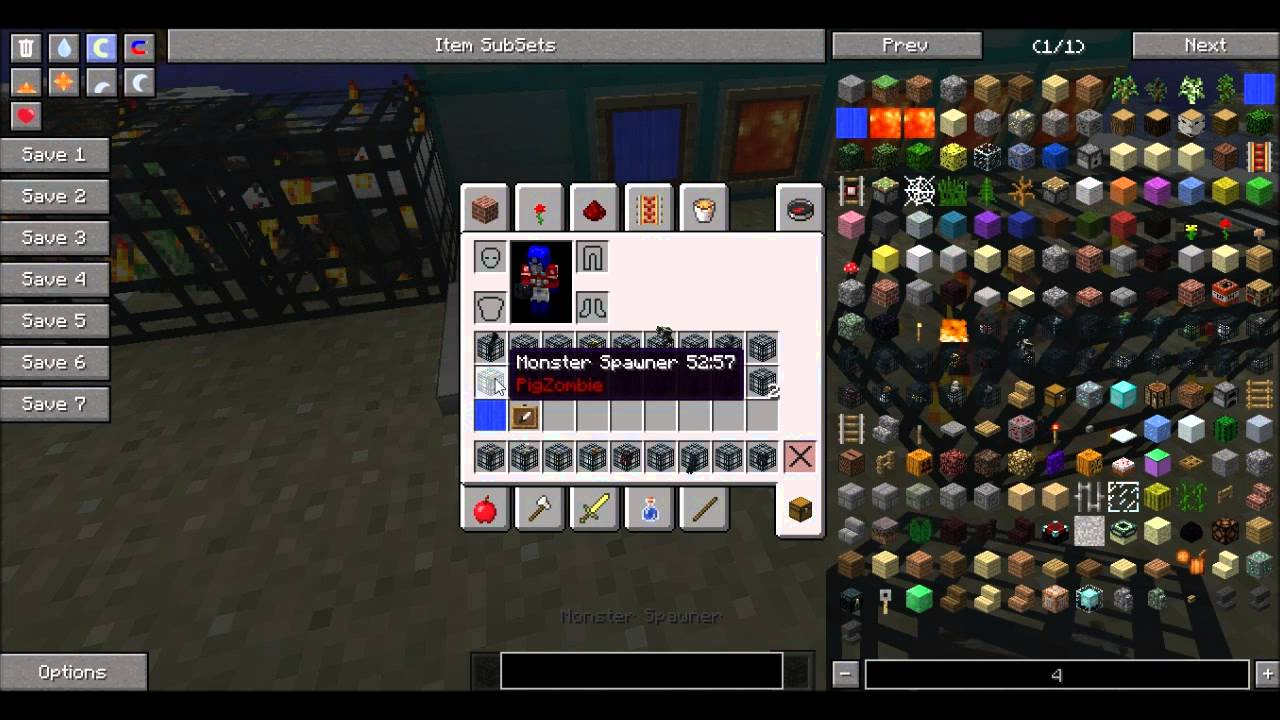 Item SubSets
Prev
(1/1)
Next
Save 1
Save 2
Save 3
Save 4
Save 5
Save 6
Save 7
Monster Spawner 52:57
PigZombie
2
Monster Spawner
Options
- 4 +